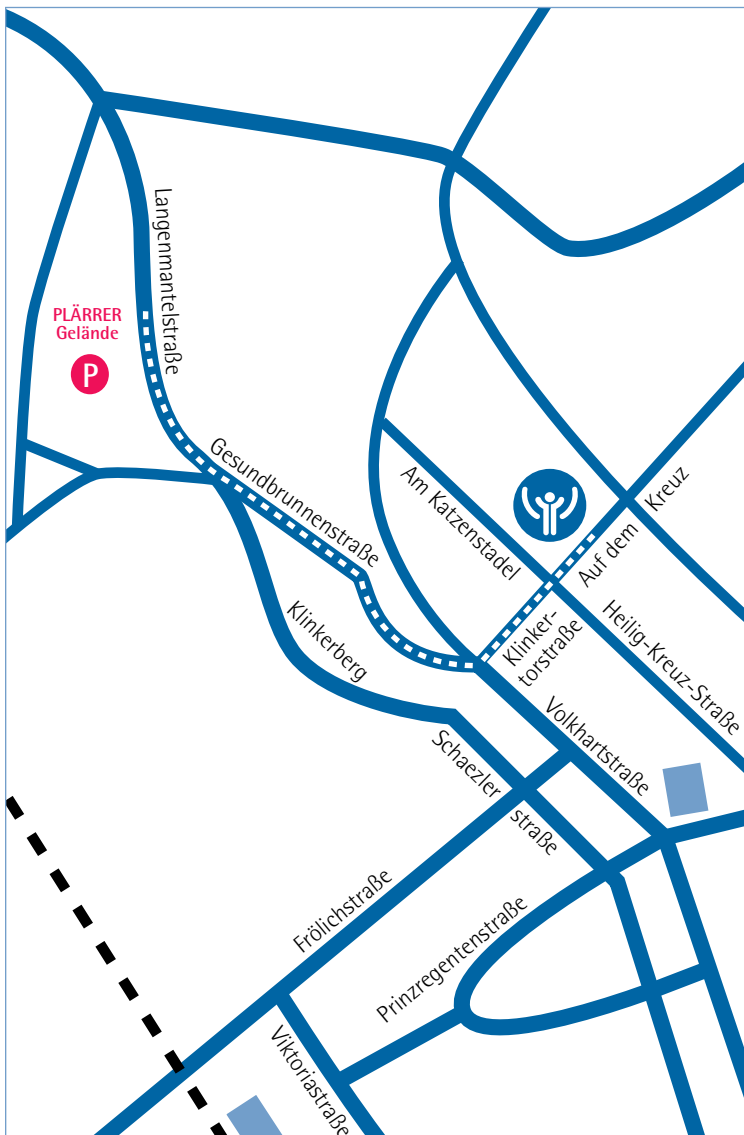 Langenmantelstraße
PLÄRRER
Gelände
P
Gesundbrunnenstraße
Am Katzenstadel
Auf dem Kreuz
Klinker-
torstraße
Heilig-Kreuz-Straße
Klinkerberg
Volkhartstraße
Schaezler
straße
Frölichstraße
Prinzregentenstraße
Viktoriastraße